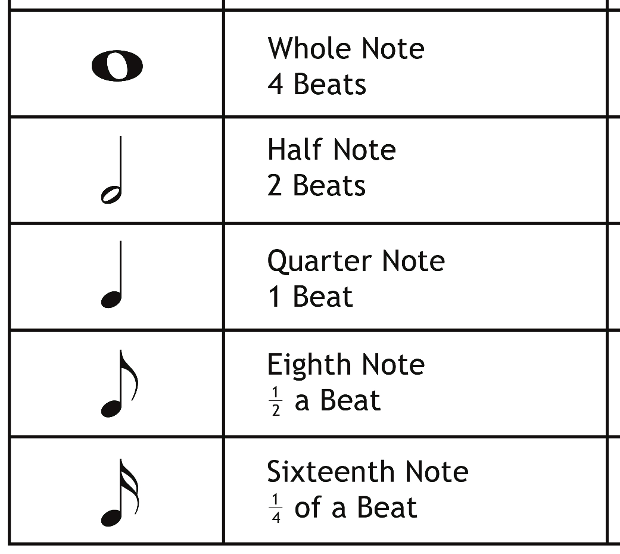 Whole Note
4 Beats
Half Note
2 Beats
Quarter Note
1 Beat
Eighth Note
1/2 a Beat
Sixteenth Note
1/4 of a Beat